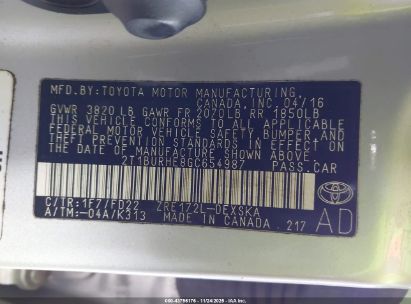 MFD.BY:TOYOTA MOTOR MANUFACTURING,
CANADA, INC. 04/16
GVWR 3820 LB GAWR FR 2020LB RR 1850LB
THIS VEHICLE CONFORMS TO ALL APPLICABLE
FEDERAL MOTOR VEHICLE SAFETY, BUMPER, AND
THEFT PREVENTION STANDARDS IN EFFECT ON
THE DATE OF MANUFACTURE SHOWN ABOVE.
2T1BURHE8GC654987 PASS.CAR
C/TR:1F7/FD22 ZRE172L-DEXSKA
A/TM:-04A/K313 MADE IN CANADA 217
AD